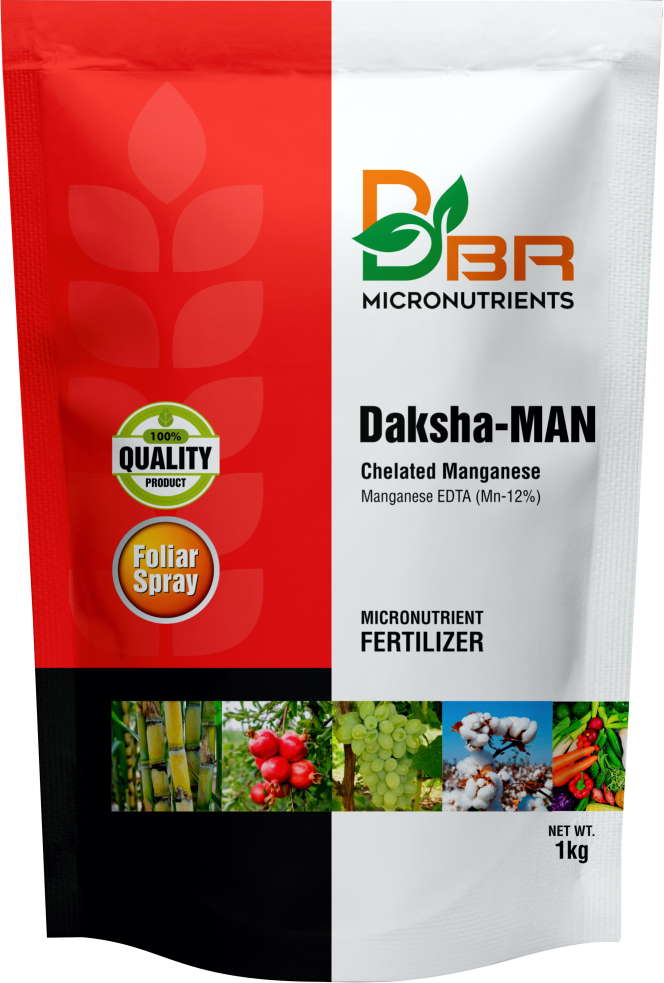 DBR
MICRONUTRIENTS
Daksha-MAN
Chelated Manganese
Manganese EDTA (Mn-12%)
100%
QUALITY
PRODUCT
Foliar
Spray
MICRONUTRIENT
FERTILIZER
NET WT.
1kg